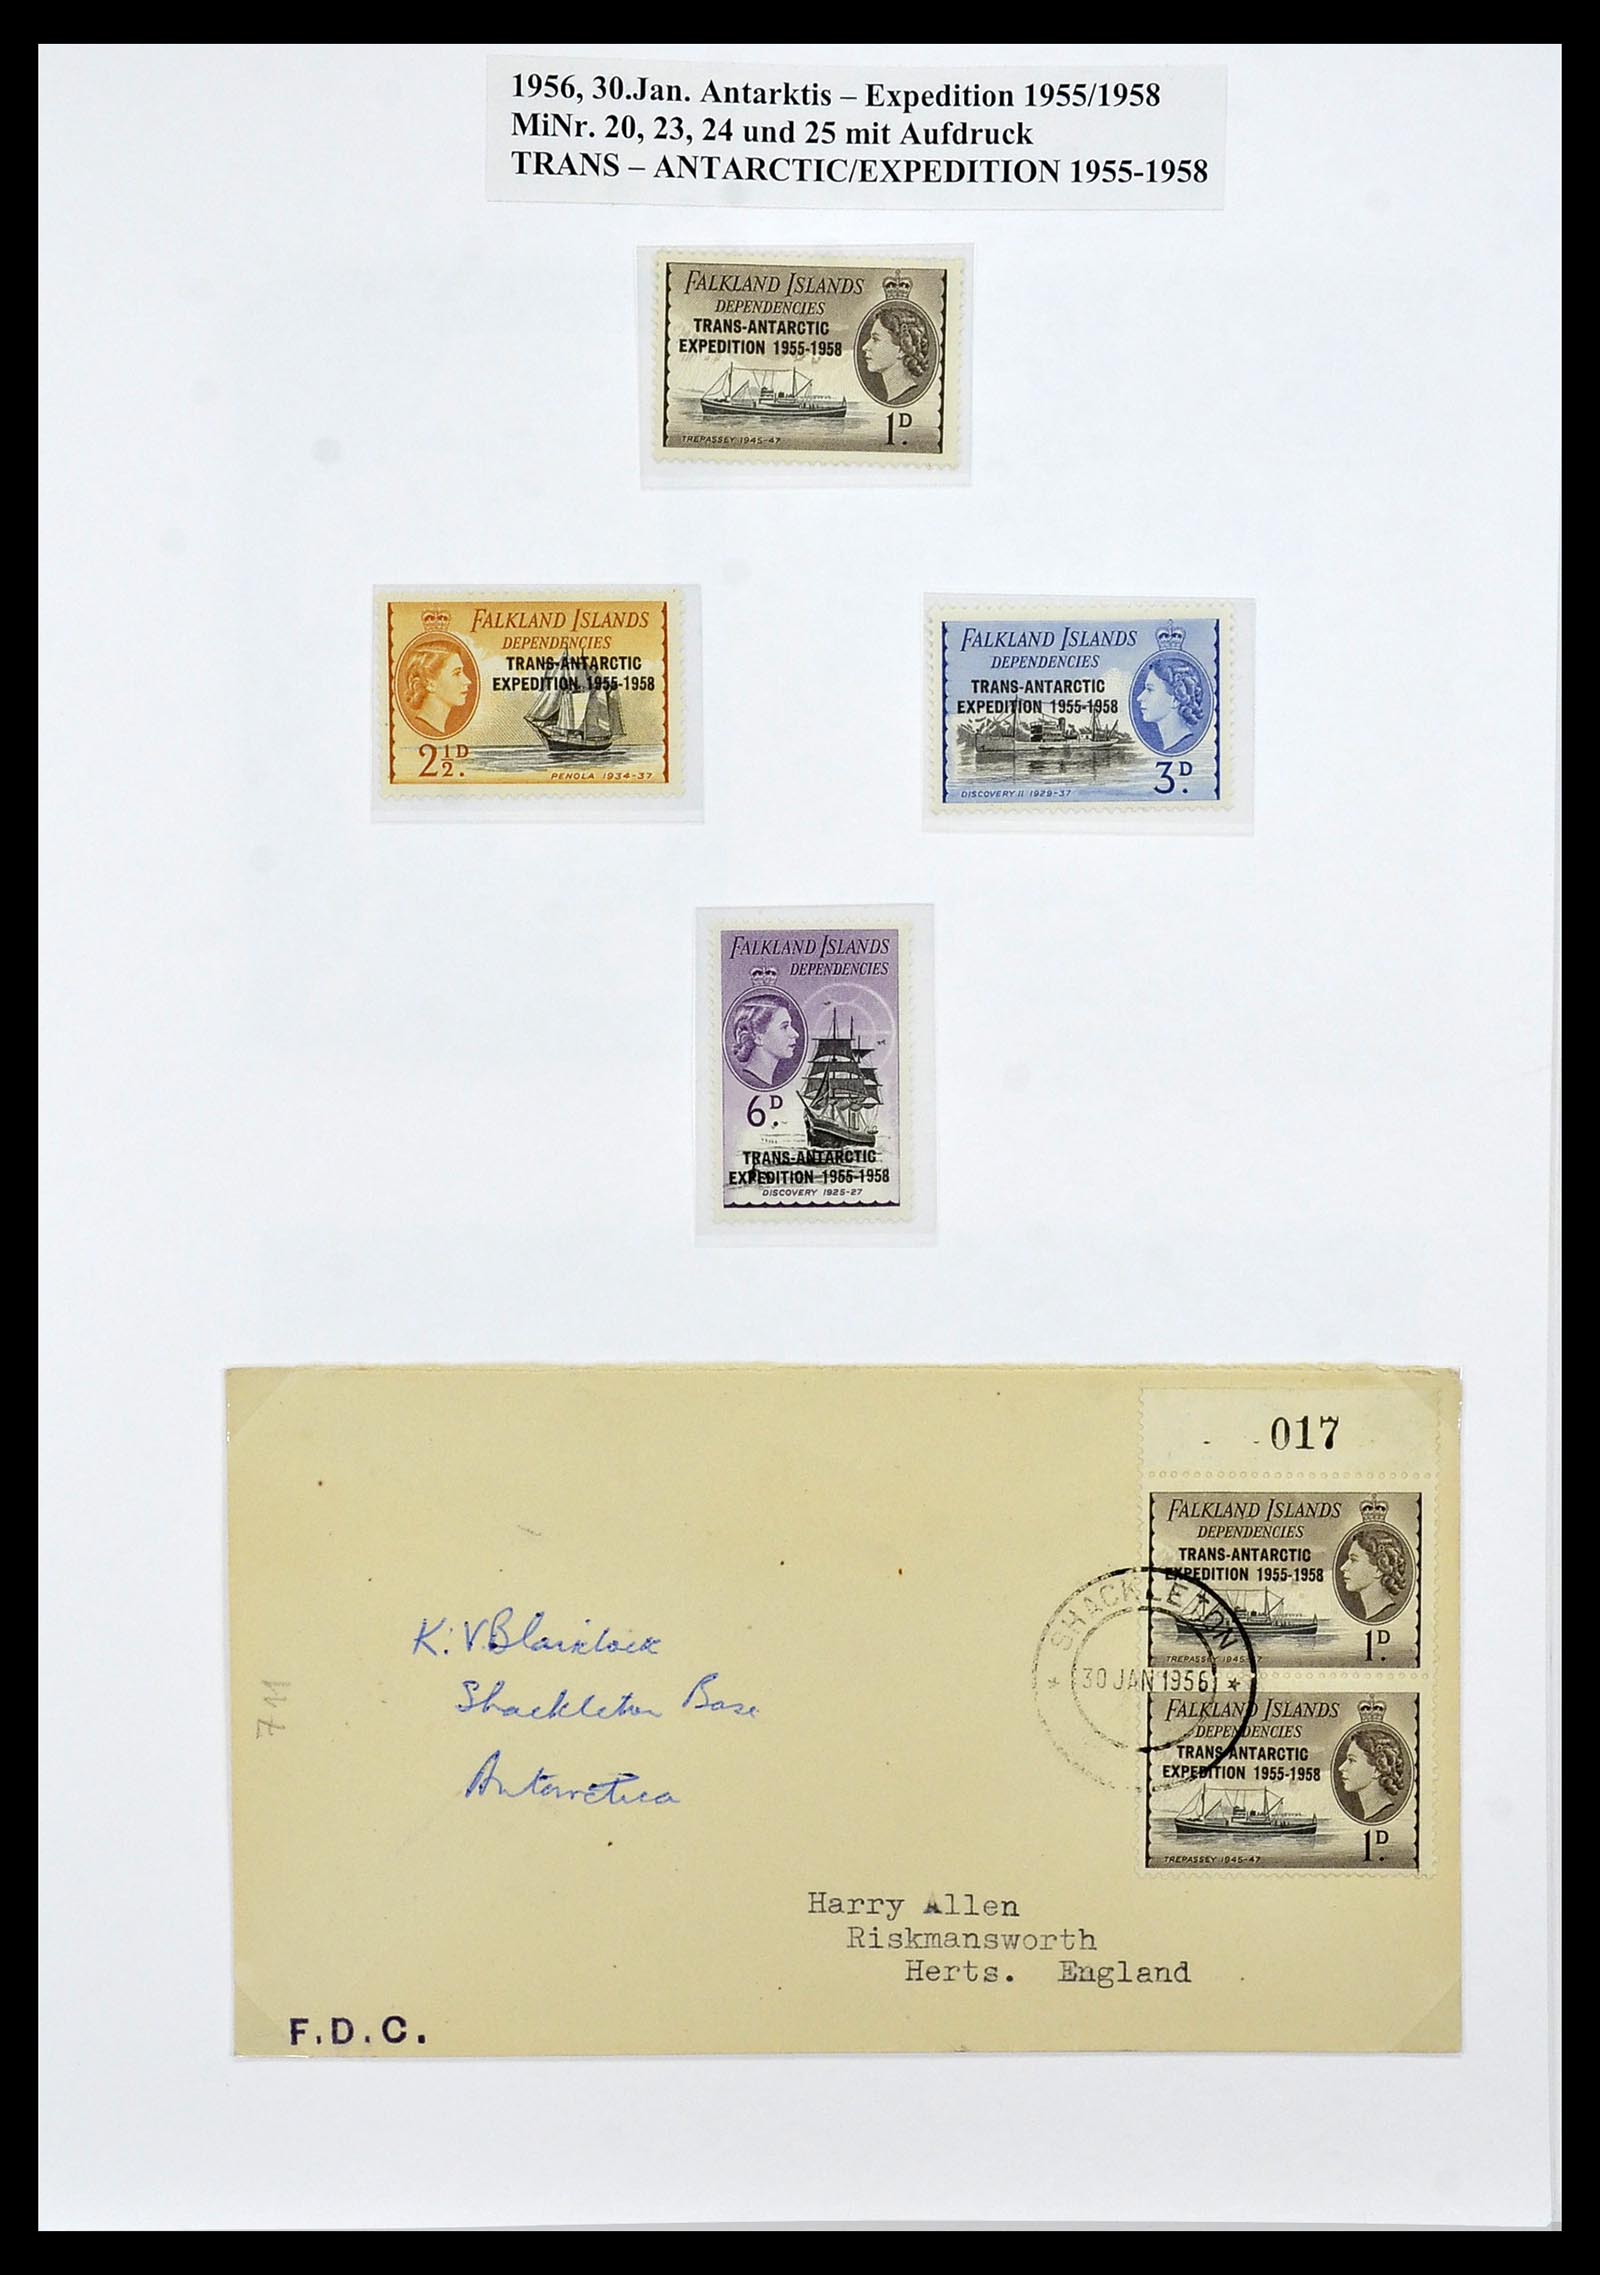 1956, 30.Jan. Antarktis – Expedition 1955/1958
MiNr. 20, 23, 24 und 25 mit Aufdruck
TRANS – ANTARCTIC/EXPEDITION 1955-1958
FALKLAND ISLANDS
DEPENDENCIES
TRANS-ANTARCTIC
EXPEDITION 1955-1958
1D.
TREPASSEY 1945-47
FALKLAND ISLANDS
DEPENDENCIES
TRANS-ANTARCTIC
EXPEDITION 1955-1958
2½D.
PENOLA 1934-37
FALKLAND ISLANDS
DEPENDENCIES
TRANS-ANTARCTIC
EXPEDITION 1955-1958
3D.
DISCOVERY II 1929-37
FALKLAND ISLANDS
DEPENDENCIES
6D.
TRANS-ANTARCTIC
EXPEDITION 1955-1958
DISCOVERY 1925-27
017
FALKLAND ISLANDS
DEPENDENCIES
TRANS-ANTARCTIC
EXPEDITION 1955-1958
1D.
TREPASSEY 1945-47
SHACKLETON
30 JAN 1956
FALKLAND ISLANDS
DEPENDENCIES
TRANS-ANTARCTIC
EXPEDITION 1955-1958
1D.
TREPASSEY 1945-47
K. V. Blaiklock
Shackleton Base
Antarctica
711
Harry Allen
Riskmansworth
Herts. England
F.D.C.